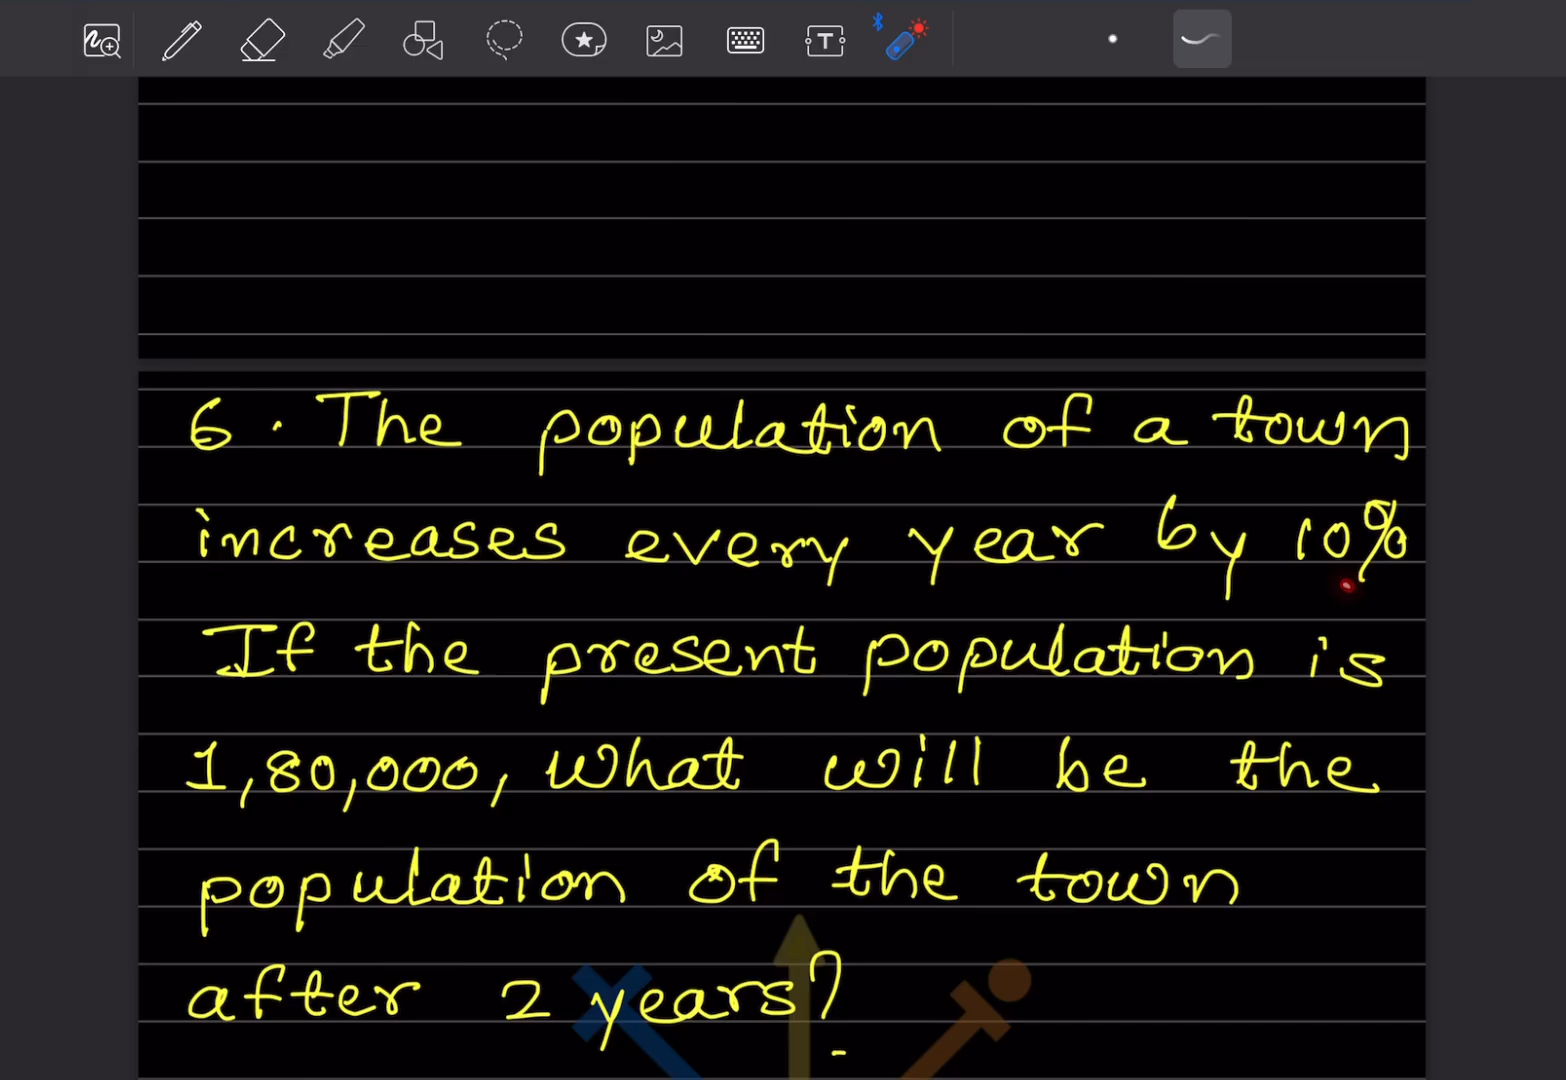 6. The population of a town
increases every year by 10%
If the present population is
1,80,000, What will be the
population of the town
after 2 years?